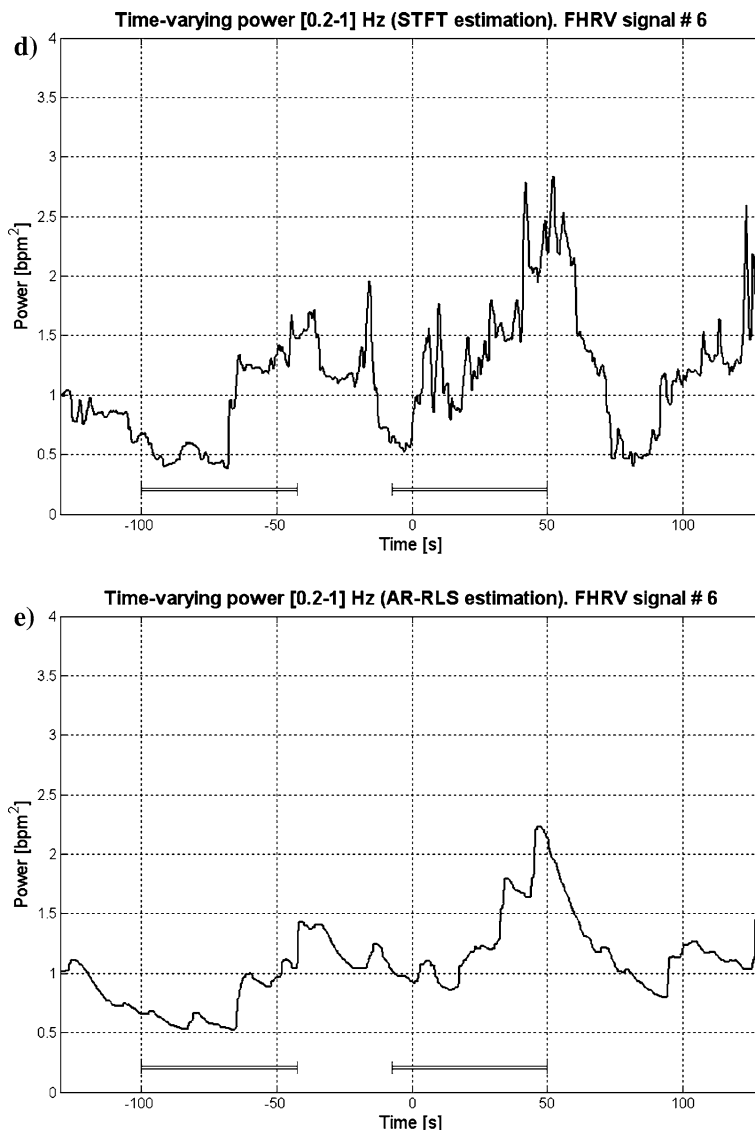 Time-varying power [0.2-1] Hz (STFT estimation). FHRV signal # 6
d)
4
3.5
3
2.5
2
1.5
1
0.5
0
Power [bpm²]
-100 -50 0 50 100
Time [s]
Time-varying power [0.2-1] Hz (AR-RLS estimation). FHRV signal # 6
e)
4
3.5
3
2.5
2
1.5
1
0.5
0
Power [bpm²]
-100 -50 0 50 100
Time [s]